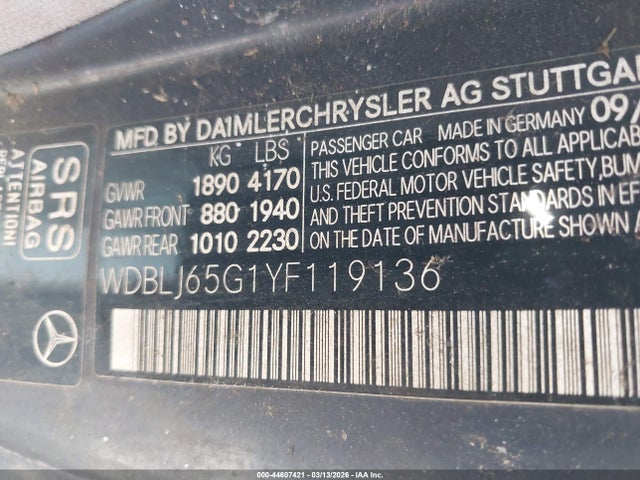 MFD. BY DAIMLERCHRYSLER AG STUTTGA
KG LBS
GVWR 1890 4170
GAWR FRONT 880 1940
GAWR REAR 1010 2230
PASSENGER CAR MADE IN GERMANY 09/
THIS VEHICLE CONFORMS TO ALL APPLICAB
U.S. FEDERAL MOTOR VEHICLE SAFETY, BUM
AND THEFT PREVENTION STANDARDS IN EF
ON THE DATE OF MANUFACTURE SHOWN A
WDBLJ65G1YF119136
SRS
AIRBAG
ATTENTION!
000-44607421 - 03/13/2026 - IAA Inc.